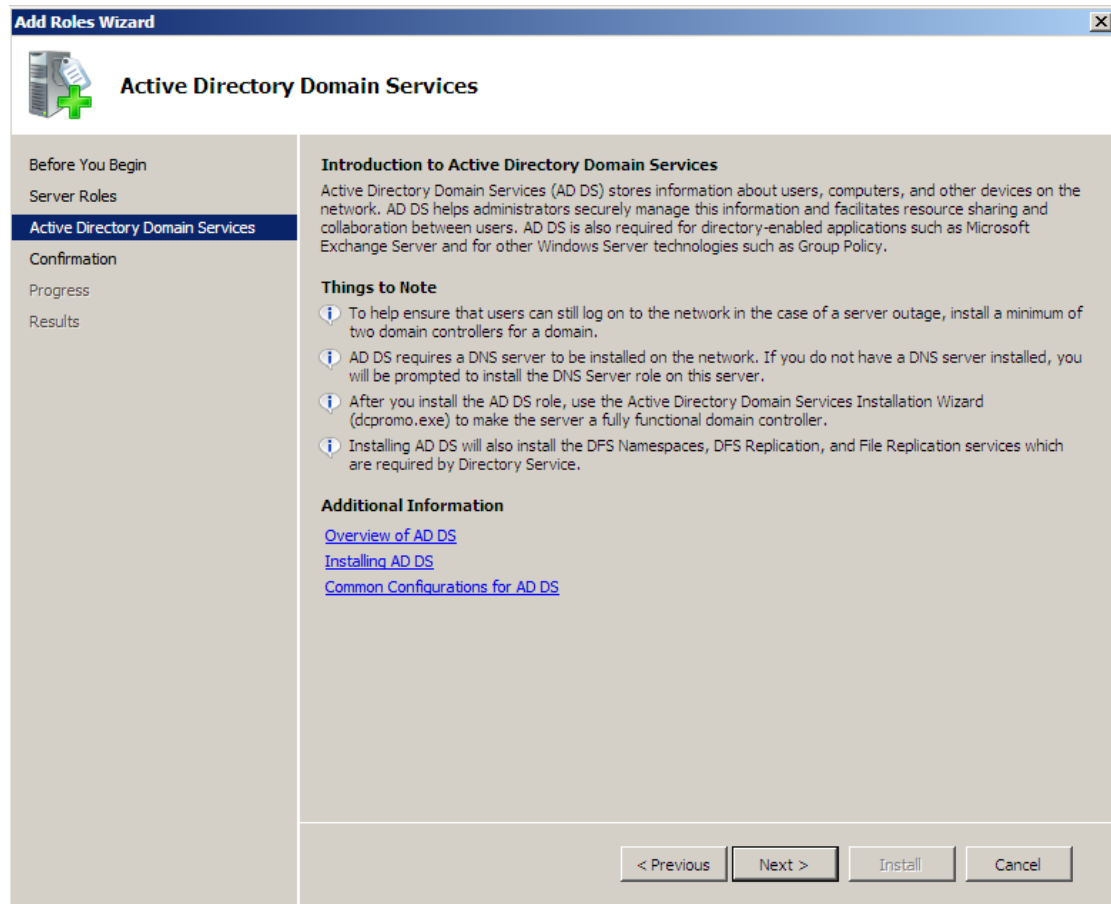 Add Roles Wizard
Active Directory Domain Services
Before You Begin
Server Roles
Active Directory Domain Services
Confirmation
Progress
Results
Introduction to Active Directory Domain Services
Active Directory Domain Services (AD DS) stores information about users, computers, and other devices on the
network. AD DS helps administrators securely manage this information and facilitates resource sharing and
collaboration between users. AD DS is also required for directory-enabled applications such as Microsoft
Exchange Server and for other Windows Server technologies such as Group Policy.
Things to Note
To help ensure that users can still log on to the network in the case of a server outage, install a minimum of
two domain controllers for a domain.
AD DS requires a DNS server to be installed on the network. If you do not have a DNS server installed, you
will be prompted to install the DNS Server role on this server.
After you install the AD DS role, use the Active Directory Domain Services Installation Wizard
(dcpromo.exe) to make the server a fully functional domain controller.
Installing AD DS will also install the DFS Namespaces, DFS Replication, and File Replication services which
are required by Directory Service.
Additional Information
Overview of AD DS
Installing AD DS
Common Configurations for AD DS
< Previous Next > Install Cancel